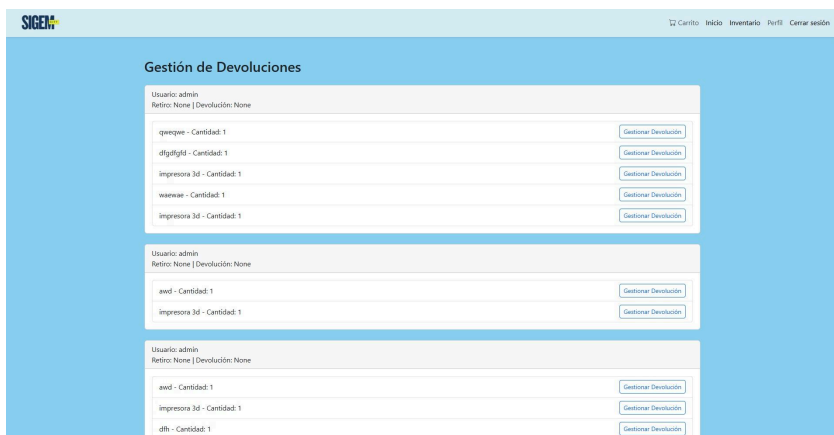 SIGEM
Carrito Inicio Inventario Perfil Cerrar sesión
Gestión de Devoluciones
Usuario: admin
Retiro: None | Devolución: None
qweqwe - Cantidad: 1 Gestionar Devolución
dfgdfgfd - Cantidad: 1 Gestionar Devolución
impresora 3d - Cantidad: 1 Gestionar Devolución
waewae - Cantidad: 1 Gestionar Devolución
impresora 3d - Cantidad: 1 Gestionar Devolución
Usuario: admin
Retiro: None | Devolución: None
awd - Cantidad: 1 Gestionar Devolución
impresora 3d - Cantidad: 1 Gestionar Devolución
Usuario: admin
Retiro: None | Devolución: None
awd - Cantidad: 1 Gestionar Devolución
impresora 3d - Cantidad: 1 Gestionar Devolución
dfh - Cantidad: 1 Gestionar Devolución